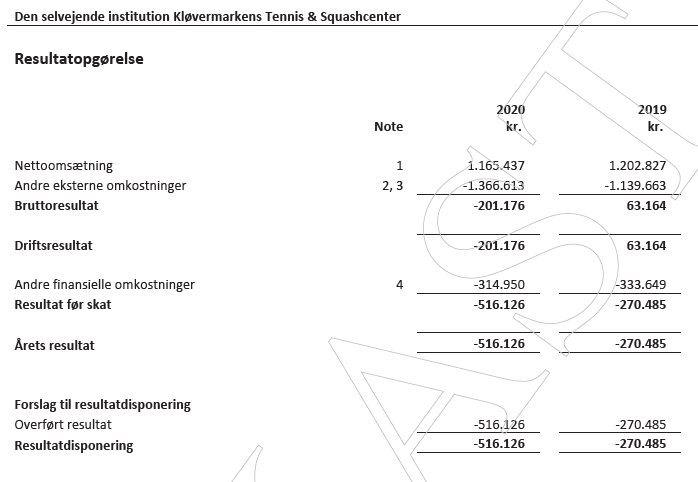 Den selvejende institution Kløvermarkens Tennis & Squashcenter
Resultatopgørelse
2020 2019
Note kr. kr.
Nettoomsætning 1 1.165.437 1.202.827
Andre eksterne omkostninger 2, 3 -1.366.613 -1.139.663
Bruttoresultat -201.176 63.164
Driftsresultat -201.176 63.164
Andre finansielle omkostninger 4 -314.950 -333.649
Resultat før skat -516.126 -270.485
Årets resultat -516.126 -270.485
Forslag til resultatdisponering
Overført resultat -516.126 -270.485
Resultatdisponering -516.126 -270.485